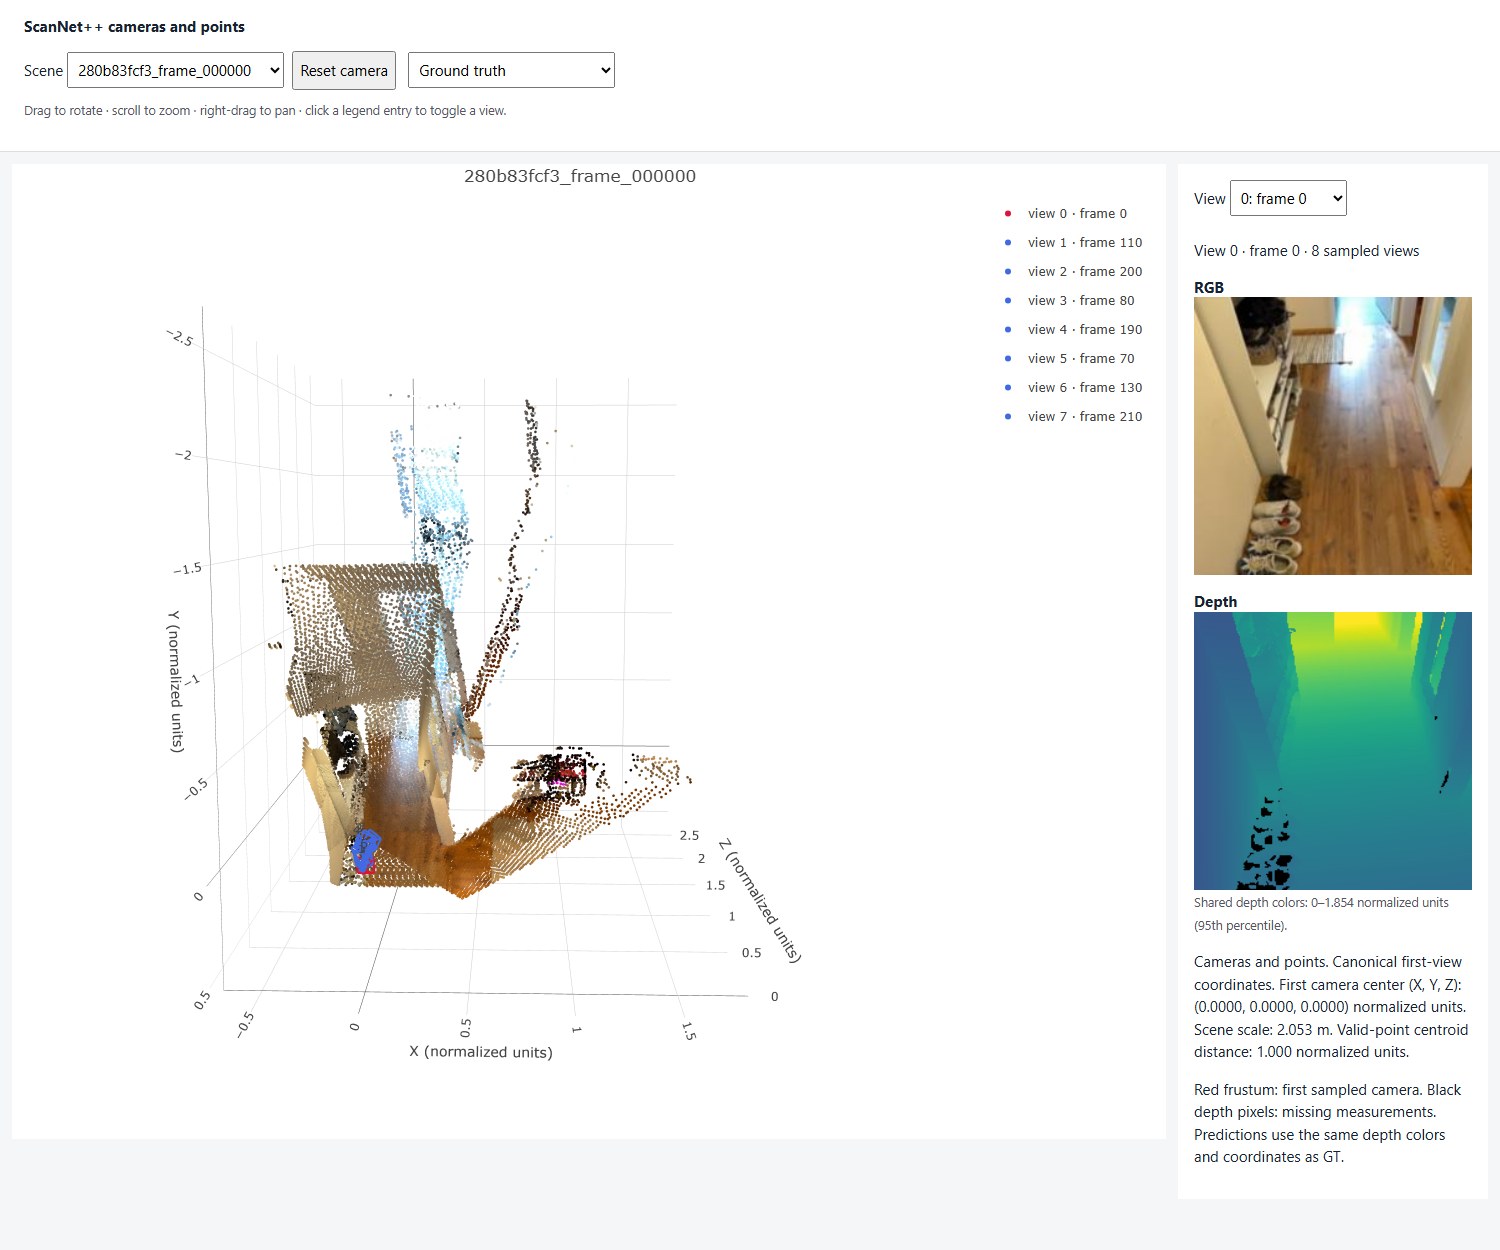 ScanNet++ cameras and points
Scene 280b83fcf3_frame_000000 Reset camera Ground truth
Drag to rotate · scroll to zoom · right-drag to pan · click a legend entry to toggle a view.
280b83fcf3_frame_000000
view 0 · frame 0
view 1 · frame 110
view 2 · frame 200
view 3 · frame 80
view 4 · frame 190
view 5 · frame 70
view 6 · frame 130
view 7 · frame 210
−2.5
−2
−1.5
−1
−0.5
0
0.5
Y (normalized units)
−0.5
0
0.5
1
1.5
X (normalized units)
2.5
2
1.5
1
0.5
0
Z (normalized units)
View 0: frame 0
View 0 · frame 0 · 8 sampled views
RGB
Depth
Shared depth colors: 0–1.854 normalized units
(95th percentile).
Cameras and points. Canonical first-view
coordinates. First camera center (X, Y, Z):
(0.0000, 0.0000, 0.0000) normalized units.
Scene scale: 2.053 m. Valid-point centroid
distance: 1.000 normalized units.
Red frustum: first sampled camera. Black
depth pixels: missing measurements.
Predictions use the same depth colors
and coordinates as GT.